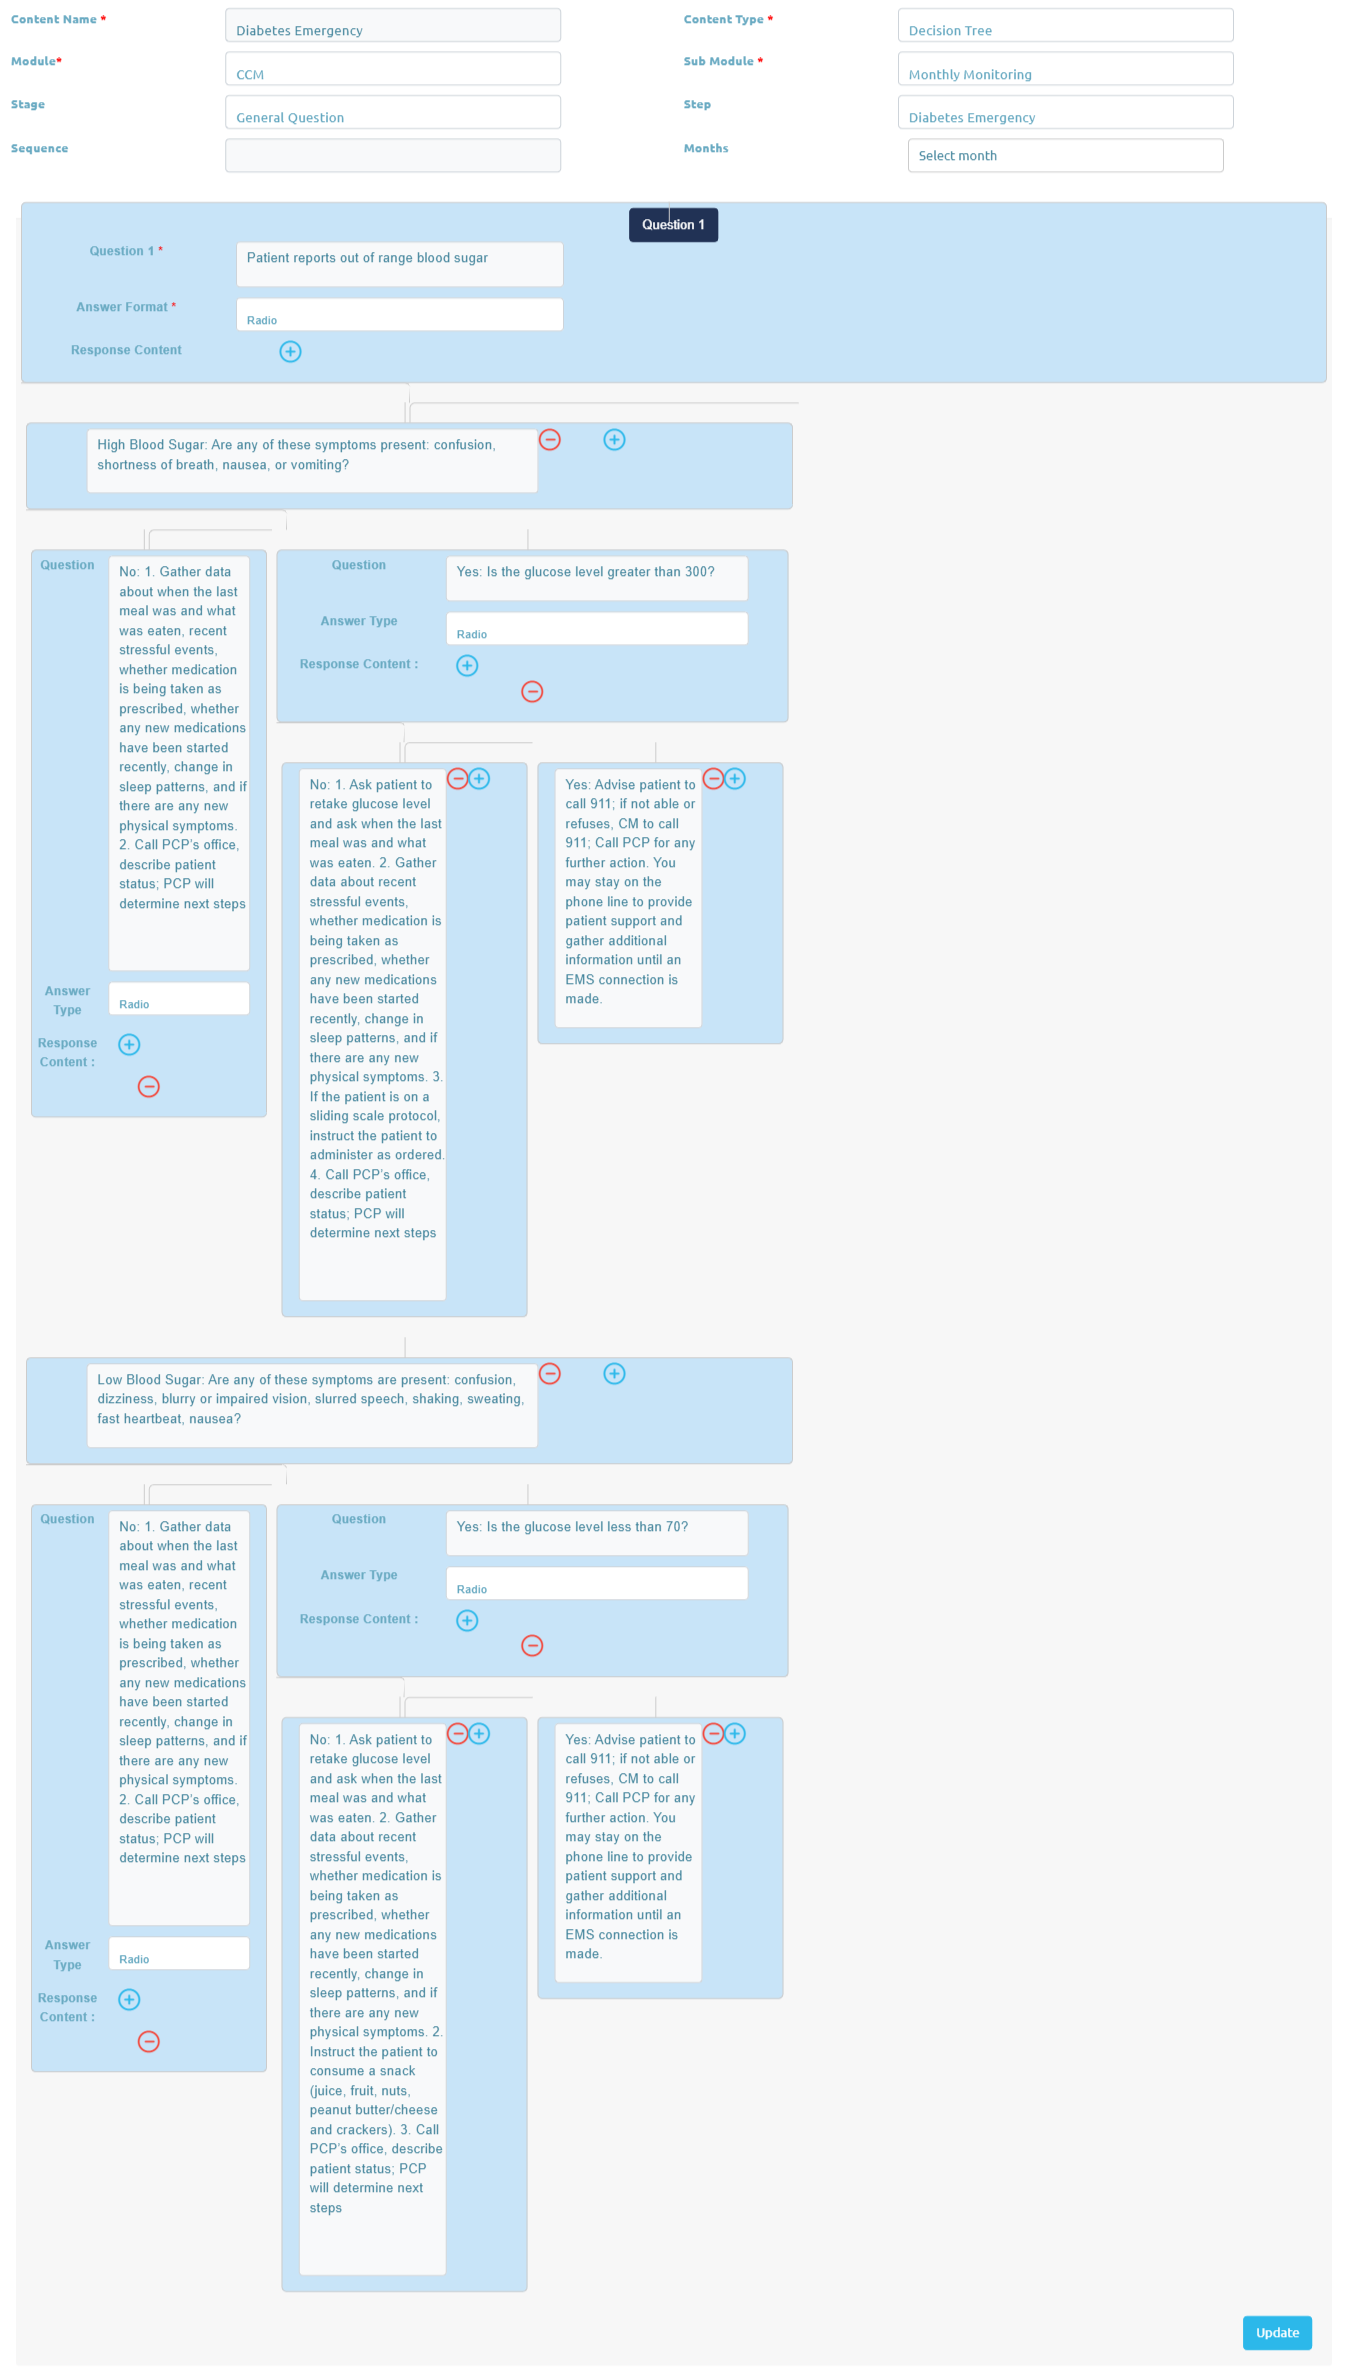 Content Name *
Diabetes Emergency
Content Type *
Decision Tree
Module*
CCM
Sub Module *
Monthly Monitoring
Stage
General Question
Step
Diabetes Emergency
Sequence
Months
Select month
Question 1
Question 1 *
Patient reports out of range blood sugar
Answer Format *
Radio
Response Content
High Blood Sugar: Are any of these symptoms present: confusion,
shortness of breath, nausea, or vomiting?
Question
No: 1. Gather data
about when the last
meal was and what
was eaten, recent
stressful events,
whether medication
is being taken as
prescribed, whether
any new medications
have been started
recently, change in
sleep patterns, and if
there are any new
physical symptoms.
2. Call PCP's office,
describe patient
status; PCP will
determine next steps
Answer
Type
Radio
Response
Content :
Question
Yes: Is the glucose level greater than 300?
Answer Type
Radio
Response Content :
No: 1. Ask patient to
retake glucose level
and ask when the last
meal was and what
was eaten. 2. Gather
data about recent
stressful events,
whether medication is
being taken as
prescribed, whether
any new medications
have been started
recently, change in
sleep patterns, and if
there are any new
physical symptoms. 3.
If the patient is on a
sliding scale protocol,
instruct the patient to
administer as ordered.
4. Call PCP's office,
describe patient
status; PCP will
determine next steps
Yes: Advise patient to
call 911; if not able or
refuses, CM to call
911; Call PCP for any
further action. You
may stay on the
phone line to provide
patient support and
gather additional
information until an
EMS connection is
made.
Low Blood Sugar: Are any of these symptoms are present: confusion,
dizziness, blurry or impaired vision, slurred speech, shaking, sweating,
fast heartbeat, nausea?
Question
No: 1. Gather data
about when the last
meal was and what
was eaten, recent
stressful events,
whether medication
is being taken as
prescribed, whether
any new medications
have been started
recently, change in
sleep patterns, and if
there are any new
physical symptoms.
2. Call PCP's office,
describe patient
status; PCP will
determine next steps
Answer
Type
Radio
Response
Content :
Question
Yes: Is the glucose level less than 70?
Answer Type
Radio
Response Content :
No: 1. Ask patient to
retake glucose level
and ask when the last
meal was and what
was eaten. 2. Gather
data about recent
stressful events,
whether medication is
being taken as
prescribed, whether
any new medications
have been started
recently, change in
sleep patterns, and if
there are any new
physical symptoms. 2.
Instruct the patient to
consume a snack
(juice, fruit, nuts,
peanut butter/cheese
and crackers). 3. Call
PCP's office, describe
patient status; PCP
will determine next
steps
Yes: Advise patient to
call 911; if not able or
refuses, CM to call
911; Call PCP for any
further action. You
may stay on the
phone line to provide
patient support and
gather additional
information until an
EMS connection is
made.
Update